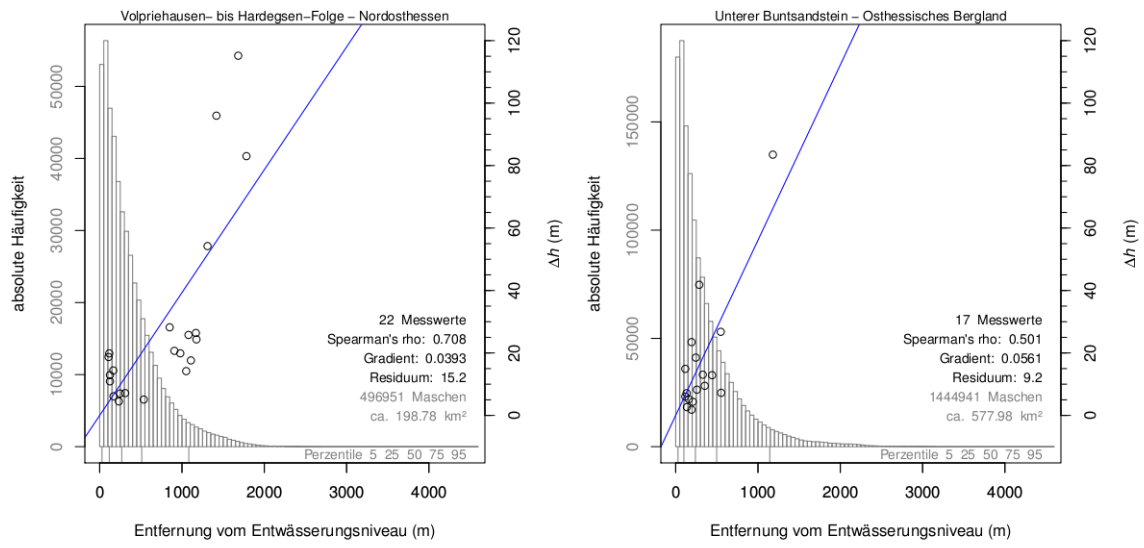 Volpriehausen− bis Hardegsen−Folge − Nordosthessen
absolute Häufigkeit
0 10000 20000 30000 40000 50000
0 20 40 60 80 100 120
Δh (m)
22 Messwerte
Spearman's rho: 0.708
Gradient: 0.0393
Residuum: 15.2
496951 Maschen
ca. 198.78 km²
Perzentile 5 25 50 75 95
0 1000 2000 3000 4000
Entfernung vom Entwässerungsniveau (m)
Unterer Buntsandstein − Osthessisches Bergland
absolute Häufigkeit
0 50000 100000 150000
0 20 40 60 80 100 120
Δh (m)
17 Messwerte
Spearman's rho: 0.501
Gradient: 0.0561
Residuum: 9.2
1444941 Maschen
ca. 577.98 km²
Perzentile 5 25 50 75 95
0 1000 2000 3000 4000
Entfernung vom Entwässerungsniveau (m)